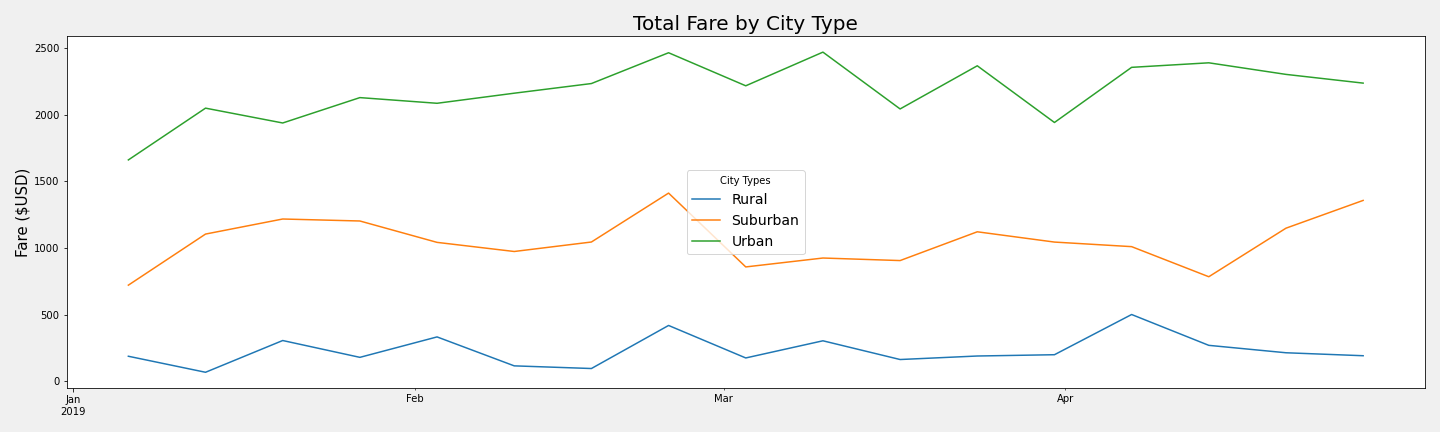 Total Fare by City Type
Fare ($USD)
2500
2000
1500
1000
500
0
City Types
Rural
Suburban
Urban
Jan
2019
Feb
Mar
Apr